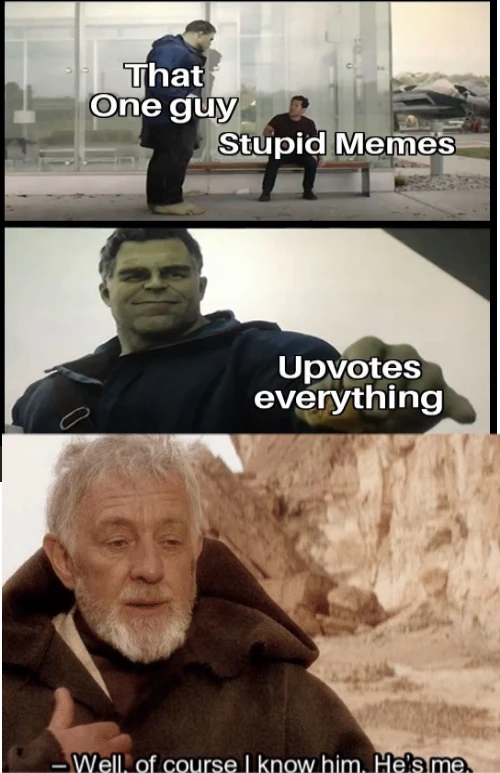 That
One guy
Stupid Memes
Upvotes
everything
– Well, of course I know him. He's me.